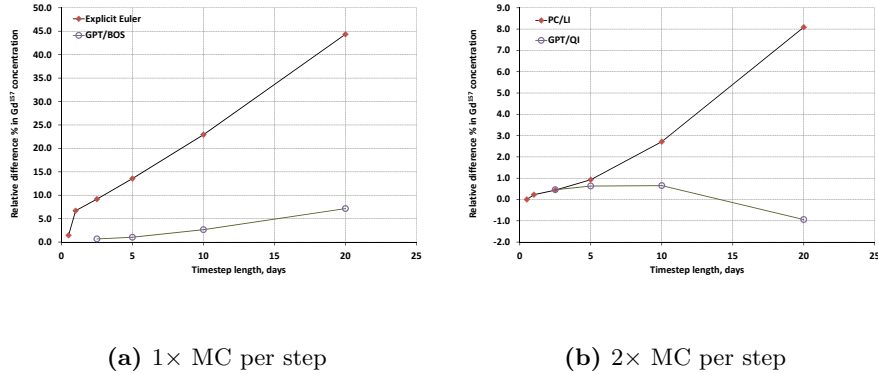 50.0
45.0
40.0
35.0
30.0
25.0
20.0
15.0
10.0
5.0
0.0
Relative difference % in Gd¹⁵⁷ concentration
Explicit Euler
GPT/BOS
0 5 10 15 20 25
Timestep length, days
9.0
8.0
7.0
6.0
5.0
4.0
3.0
2.0
1.0
0.0
-1.0
-2.0
Relative difference % in Gd¹⁵⁷ concentration
PC/LI
GPT/QI
0 5 10 15 20 25
Timestep length, days
(a) 1× MC per step
(b) 2× MC per step